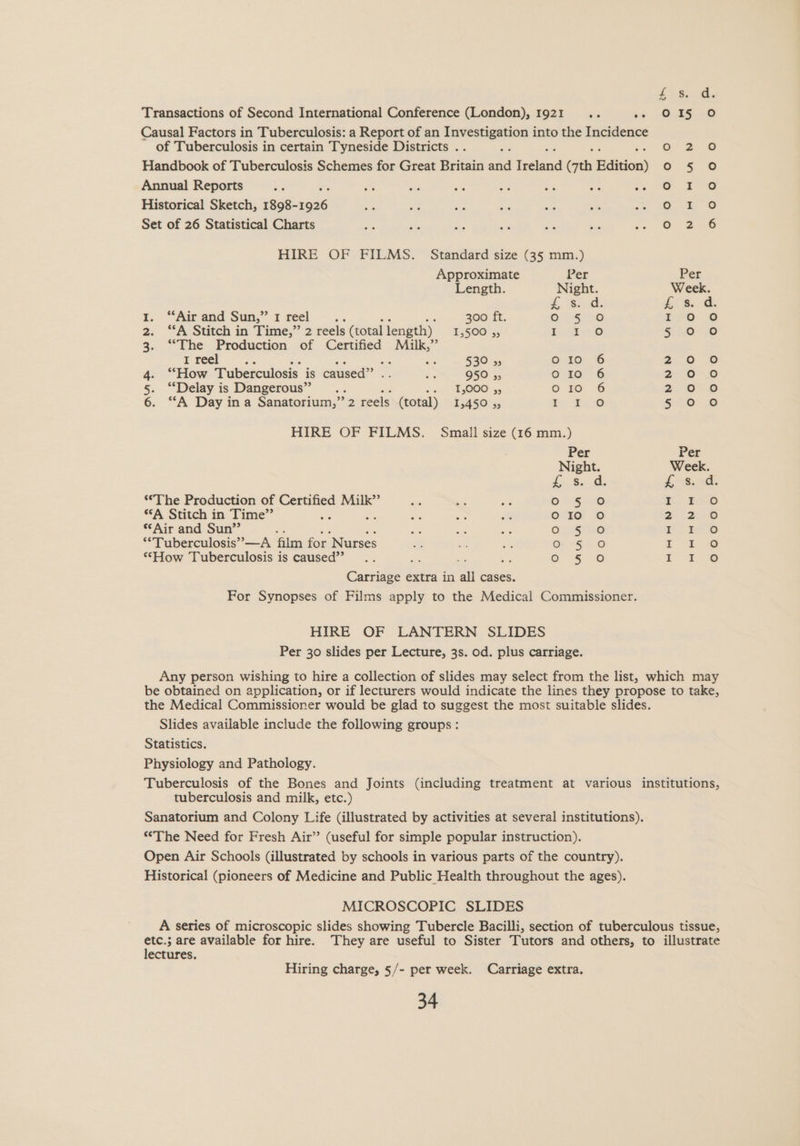 £ s. d.
Transactions of Second International Conference (London), 1921 .. .. 0 15 0
Causal Factors in Tuberculosis: a Report of an Investigation into the Incidence
of Tuberculosis in certain Tyneside Districts .. .. .. .. .. 0 2 0
Handbook of Tuberculosis Schemes for Great Britain and Ireland (7th Edition) 0 5 0
Annual Reports .. .. .. .. .. .. .. .. .. 0 1 0
Historical Sketch, 1898-1926 .. .. .. .. .. .. .. 0 1 0
Set of 26 Statistical Charts .. .. .. .. .. .. .. 0 2 6
HIRE OF FILMS. Standard size (35 mm.)
Approximate Per Per
Length. Night. Week.
£ s. d. £ s. d.
1. “Air and Sun,” 1 reel .. .. .. 300 ft. 0 5 0 1 0 0
2. “A Stitch in Time,” 2 reels (total length) 1,500 ,, 1 1 0 5 0 0
3. “The Production of Certified Milk,”
1 reel .. .. .. .. .. 530 ,, 0 10 6 2 0 0
4. “How Tuberculosis is caused” .. .. 950 ,, 0 10 6 2 0 0
5. “Delay is Dangerous” .. .. .. 1,000 ,, 0 10 6 2 0 0
6. “A Day in a Sanatorium,” 2 reels (total) 1,450 ,, 1 1 0 5 0 0
HIRE OF FILMS. Small size (16 mm.)
Per Per
Night. Week.
£ s. d. £ s. d.
“The Production of Certified Milk” .. .. .. 0 5 0 1 1 0
“A Stitch in Time” .. .. .. .. .. 0 10 0 2 2 0
“Air and Sun” .. .. .. .. .. .. 0 5 0 1 1 0
“Tuberculosis”—A film for Nurses .. .. .. 0 5 0 1 1 0
“How Tuberculosis is caused” .. .. .. .. 0 5 0 1 1 0
Carriage extra in all cases.
For Synopses of Films apply to the Medical Commissioner.
HIRE OF LANTERN SLIDES
Per 30 slides per Lecture, 3s. 0d. plus carriage.
Any person wishing to hire a collection of slides may select from the list, which may
be obtained on application, or if lecturers would indicate the lines they propose to take,
the Medical Commissioner would be glad to suggest the most suitable slides.
Slides available include the following groups :
Statistics.
Physiology and Pathology.
Tuberculosis of the Bones and Joints (including treatment at various institutions,
tuberculosis and milk, etc.)
Sanatorium and Colony Life (illustrated by activities at several institutions).
“The Need for Fresh Air” (useful for simple popular instruction).
Open Air Schools (illustrated by schools in various parts of the country).
Historical (pioneers of Medicine and Public Health throughout the ages).
MICROSCOPIC SLIDES
A series of microscopic slides showing Tubercle Bacilli, section of tuberculous tissue,
etc.; are available for hire. They are useful to Sister Tutors and others, to illustrate
lectures.
Hiring charge, 5/- per week. Carriage extra.
34